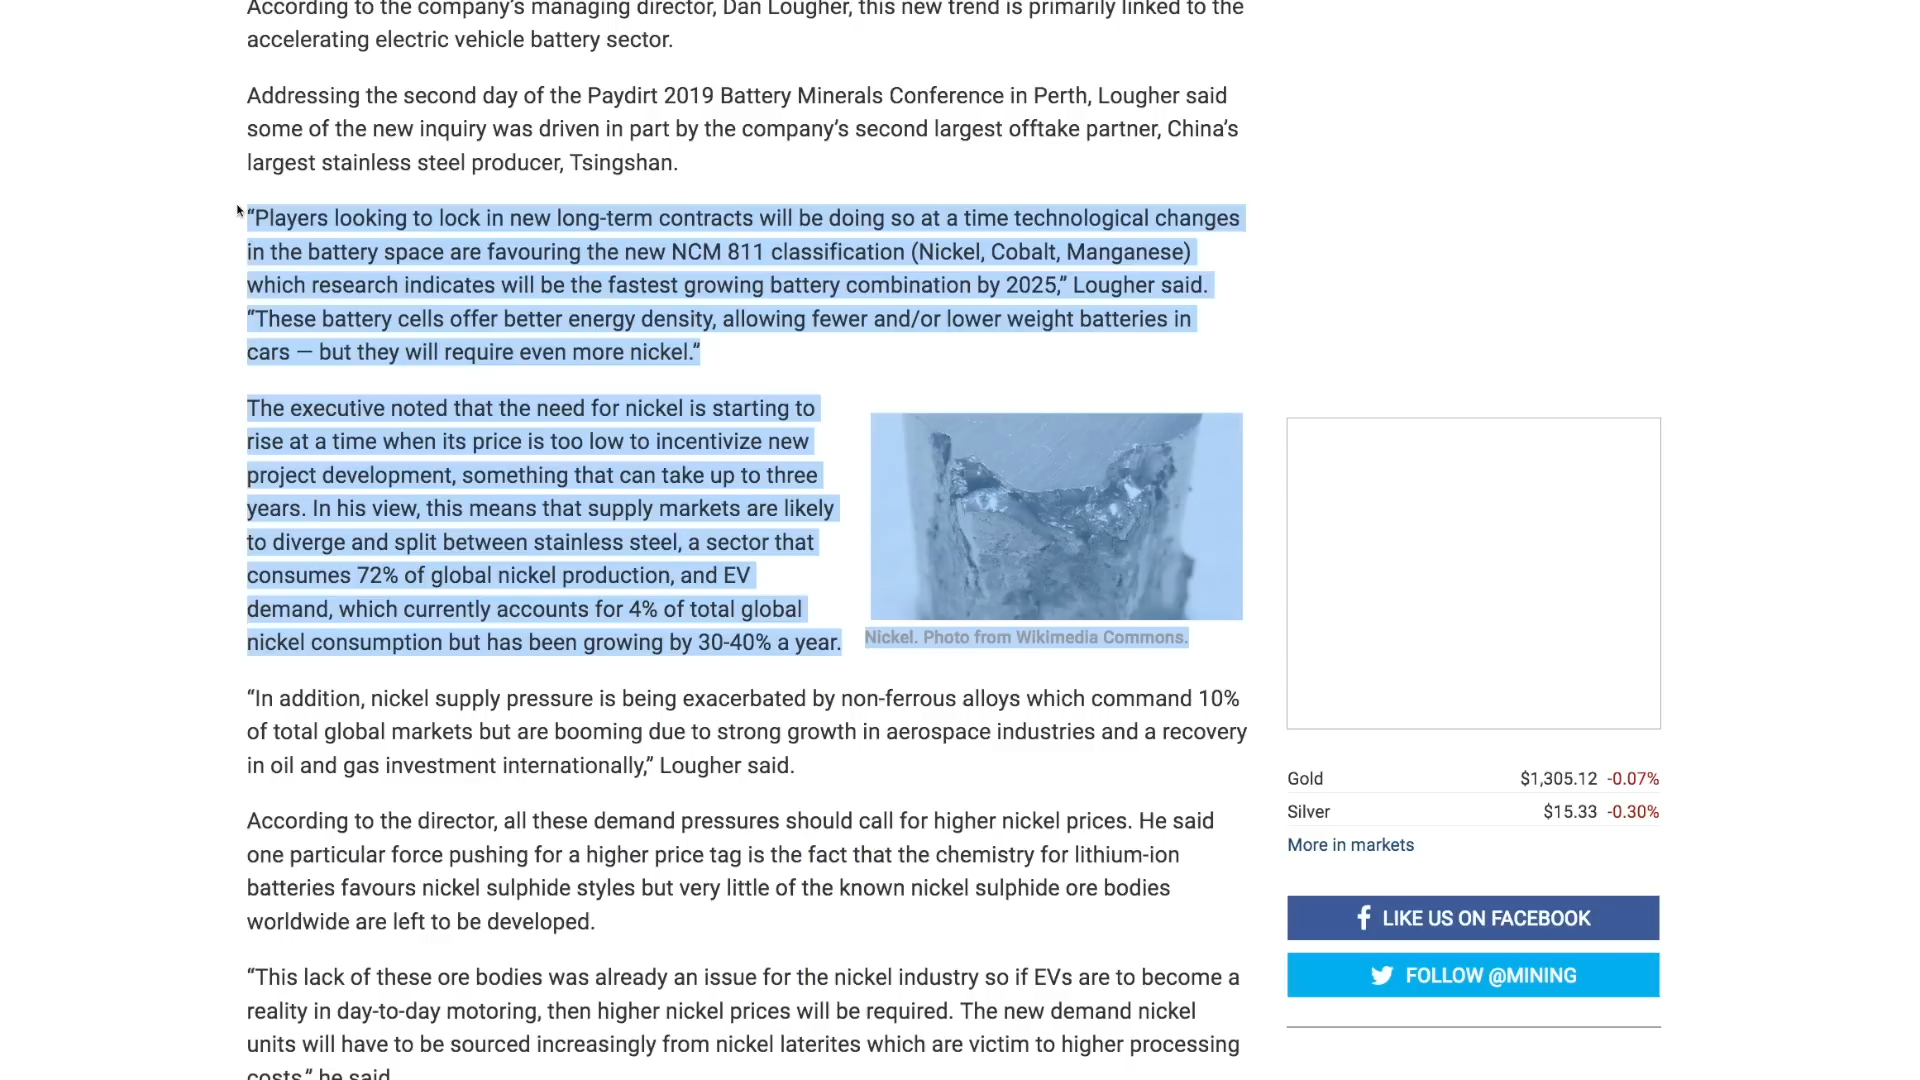 According to the company’s managing director, Dan Lougher, this new trend is primarily linked to the
accelerating electric vehicle battery sector.
Addressing the second day of the Paydirt 2019 Battery Minerals Conference in Perth, Lougher said
some of the new inquiry was driven in part by the company’s second largest offtake partner, China’s
largest stainless steel producer, Tsingshan.
“Players looking to lock in new long-term contracts will be doing so at a time technological changes
in the battery space are favouring the new NCM 811 classification (Nickel, Cobalt, Manganese)
which research indicates will be the fastest growing battery combination by 2025,” Lougher said.
“These battery cells offer better energy density, allowing fewer and/or lower weight batteries in
cars — but they will require even more nickel.”
The executive noted that the need for nickel is starting to
rise at a time when its price is too low to incentivize new
project development, something that can take up to three
years. In his view, this means that supply markets are likely
to diverge and split between stainless steel, a sector that
consumes 72% of global nickel production, and EV
demand, which currently accounts for 4% of total global
nickel consumption but has been growing by 30-40% a year.
Nickel. Photo from Wikimedia Commons.
“In addition, nickel supply pressure is being exacerbated by non-ferrous alloys which command 10%
of total global markets but are booming due to strong growth in aerospace industries and a recovery
in oil and gas investment internationally,” Lougher said.
According to the director, all these demand pressures should call for higher nickel prices. He said
one particular force pushing for a higher price tag is the fact that the chemistry for lithium-ion
batteries favours nickel sulphide styles but very little of the known nickel sulphide ore bodies
worldwide are left to be developed.
“This lack of these ore bodies was already an issue for the nickel industry so if EVs are to become a
reality in day-to-day motoring, then higher nickel prices will be required. The new demand nickel
units will have to be sourced increasingly from nickel laterites which are victim to higher processing
costs,” he said.
Gold $1,305.12 -0.07%
Silver $15.33 -0.30%
More in markets
LIKE US ON FACEBOOK
FOLLOW @MINING